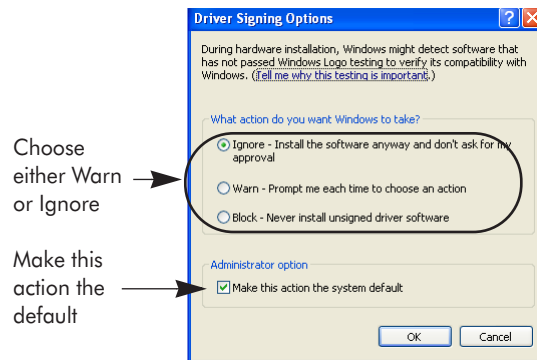 Driver Signing Options
During hardware installation, Windows might detect software that
has not passed Windows Logo testing to verify its compatibility with
Windows. (Tell me why this testing is important.)
What action do you want Windows to take?
Ignore - Install the software anyway and don't ask for my
approval
Warn - Prompt me each time to choose an action
Block - Never install unsigned driver software
Administrator option
Make this action the system default
OK
Cancel
Choose
either Warn
or Ignore
Make this
action the
default